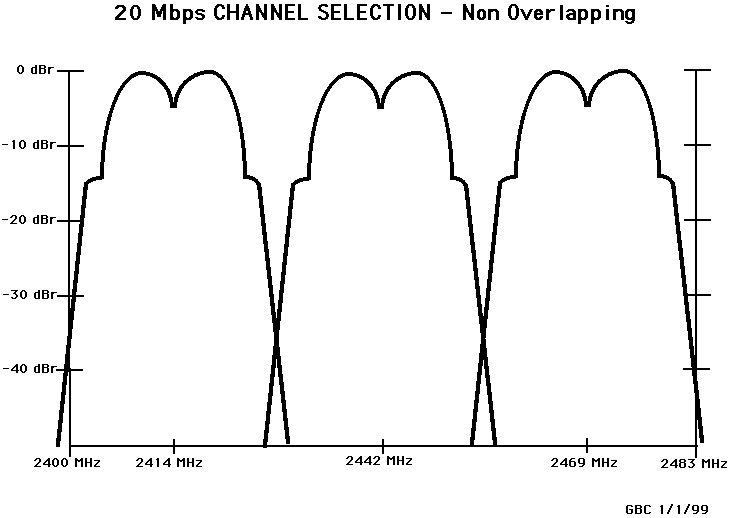 20 Mbps CHANNEL SELECTION - Non Overlapping
0 dBr
-10 dBr
-20 dBr
-30 dBr
-40 dBr
2400 MHz 2414 MHz 2442 MHz 2469 MHz 2483 MHz
GBC 1/1/99